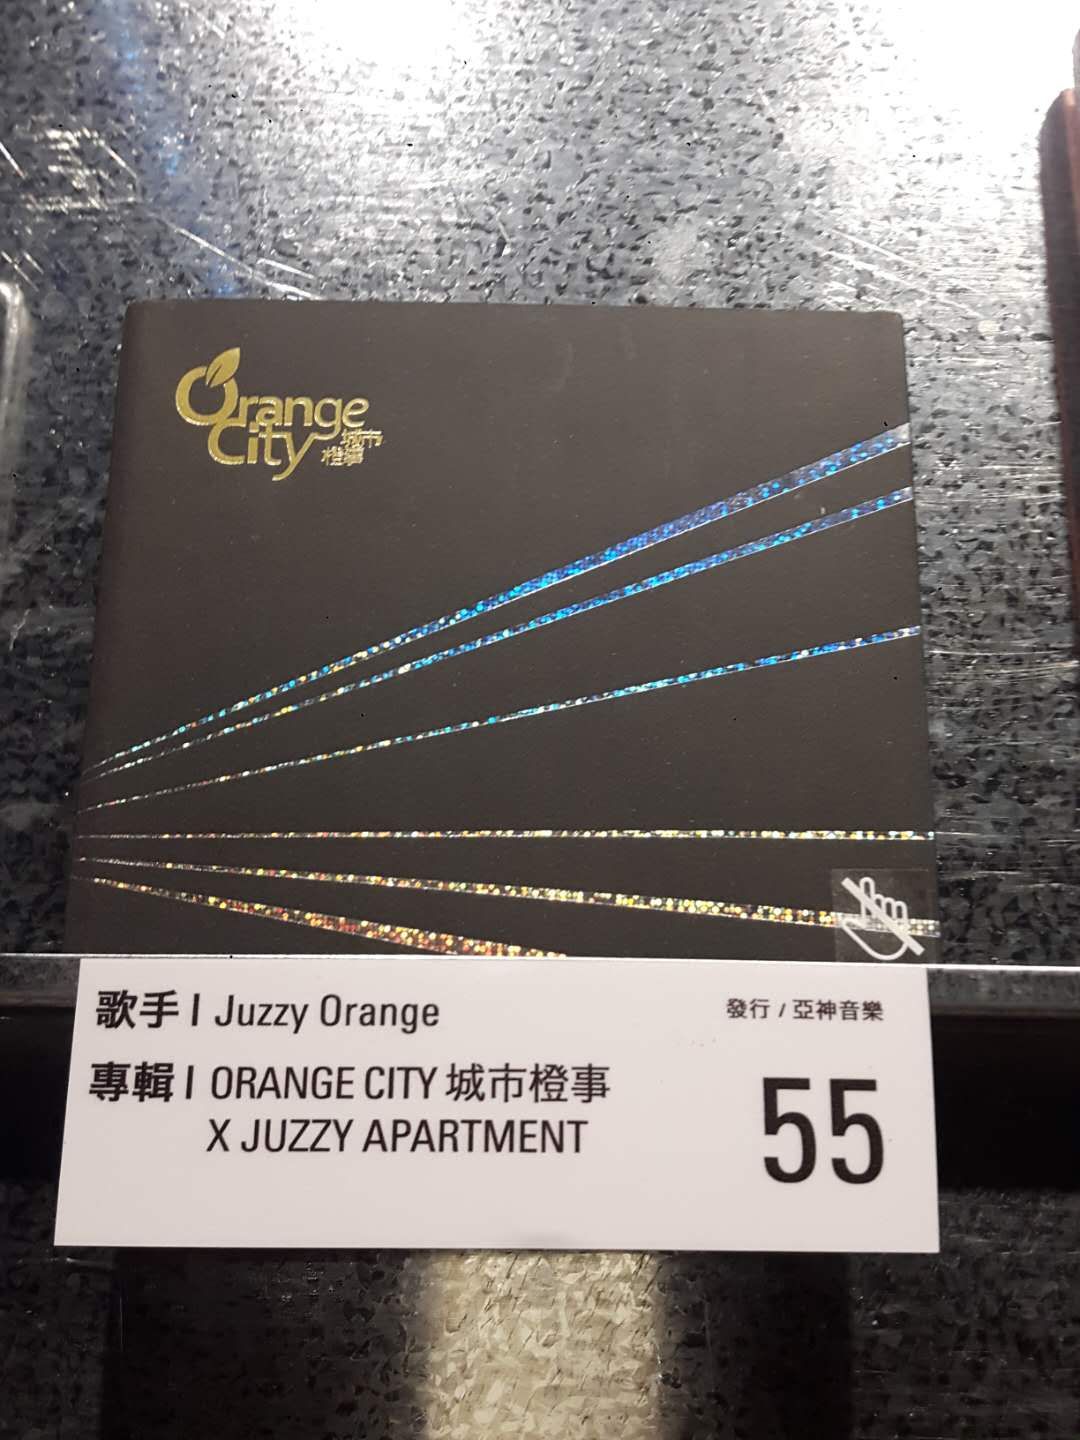 Orange
City 城市
橙事
歌手 | Juzzy Orange
發行 / 亞神音樂
專輯 | ORANGE CITY 城市橙事
X JUZZY APARTMENT
55